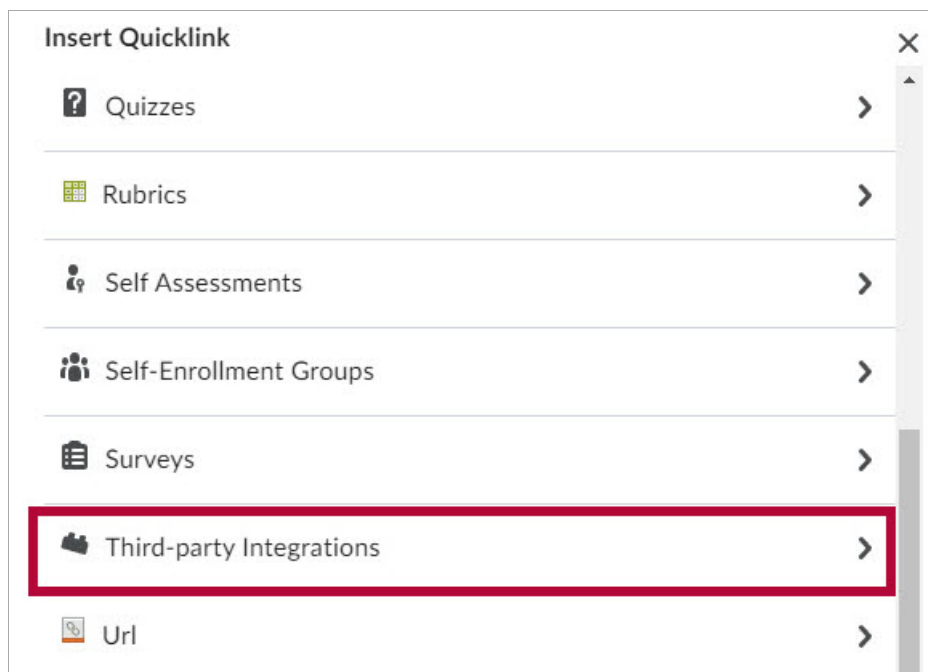 Insert Quicklink
Quizzes
Rubrics
Self Assessments
Self-Enrollment Groups
Surveys
Third-party Integrations
Url